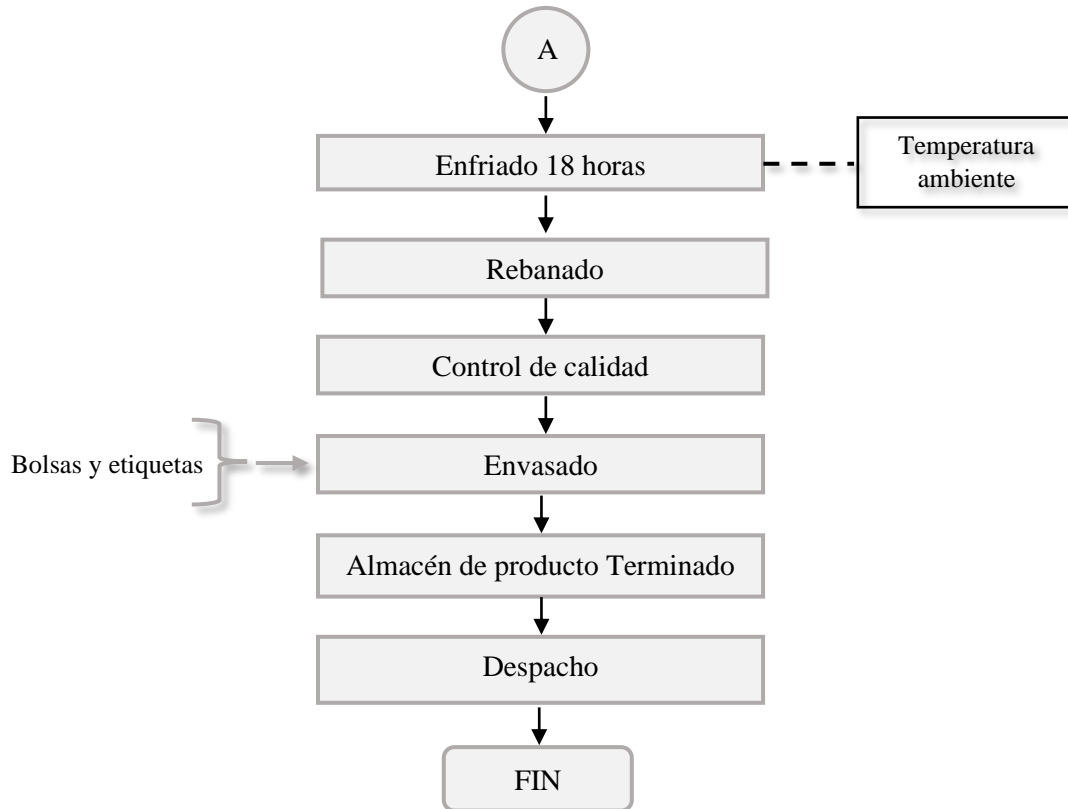 A
Enfriado 18 horas
Temperatura
ambiente
Rebanado
Control de calidad
Bolsas y etiquetas
Envasado
Almacén de producto Terminado
Despacho
FIN